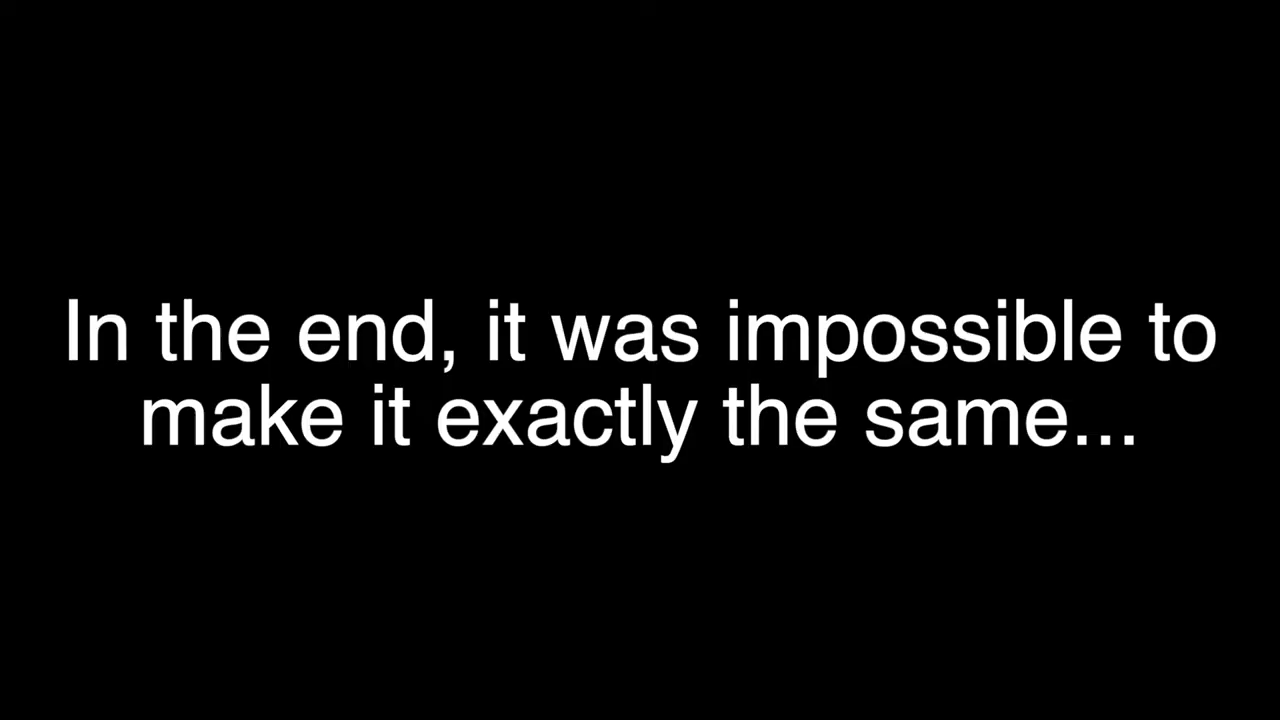 In the end, it was impossible to
make it exactly the same...